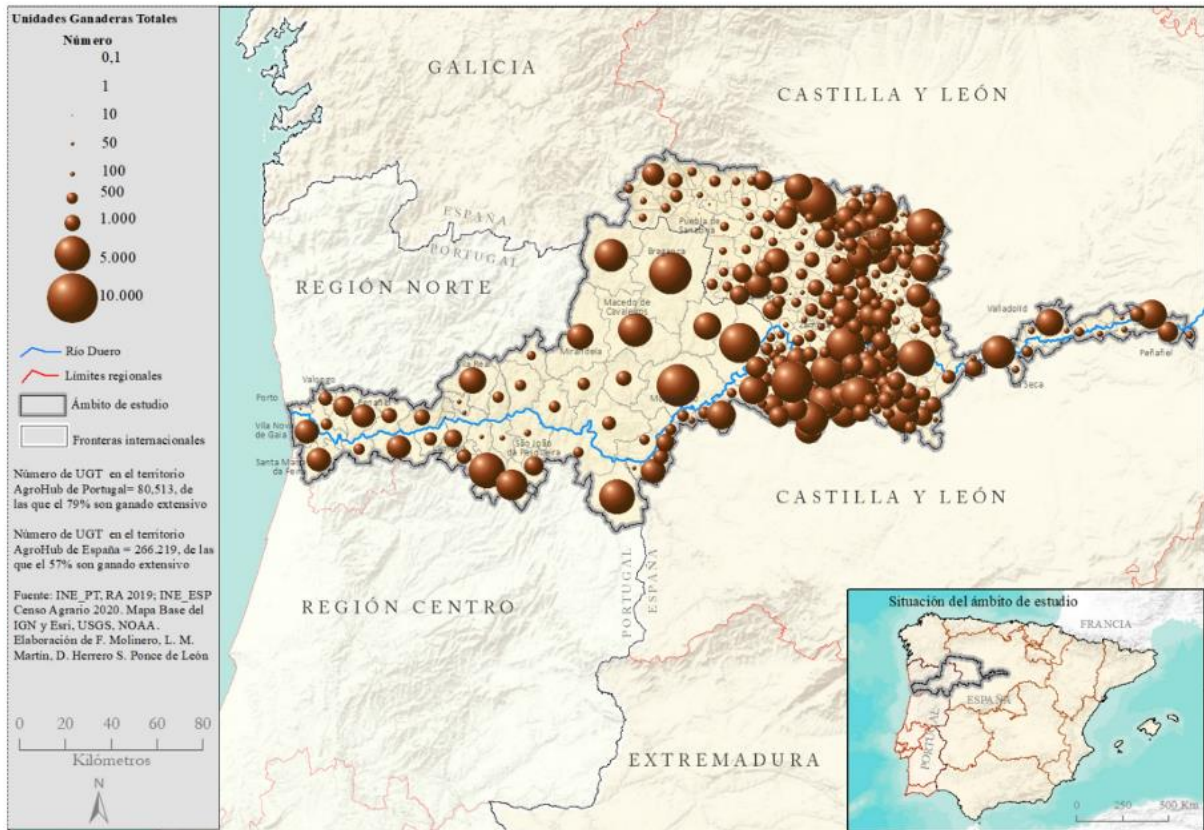 Unidades Ganaderas Totales
Número
0,1
1
10
50
100
500
1.000
5.000
10.000
Río Duero
Límites regionales
Ámbito de estudio
Fronteras internacionales
Número de UGT en el territorio
AgroHub de Portugal= 80,513, de
las que el 79% son ganado extensivo
Número de UGT en el territorio
AgroHub de España = 266.219, de las
que el 57% son ganado extensivo
Fuente: INE_PT, RA 2019; INE_ESP
Censo Agrario 2020. Mapa Base del
IGN y Esri, USGS, NOAA.
Elaboración de F. Molinero, L. M.
Martín, D. Herrero S. Ponce de León
0 20 40 60 80
Kilómetros
N
GALICIA
CASTILLA Y LEÓN
ESPAÑA
PORTUGAL
REGIÓN NORTE
Puebla de
Sanabria
Bragança
Macedo de
Cavaleiros
Mirandela
Vila Real
Valongo
Porto
Vila Nova
de Gaia
Santa Maria
da Feira
São João
da Pesqueira
Valladolid
Peñafiel
La Seca
CASTILLA Y LEÓN
REGIÓN CENTRO
PORTUGAL
ESPAÑA
EXTREMADURA
Situación del ámbito de estudio
FRANCIA
ESPAÑA
PORTUGAL
0 250 500 Km